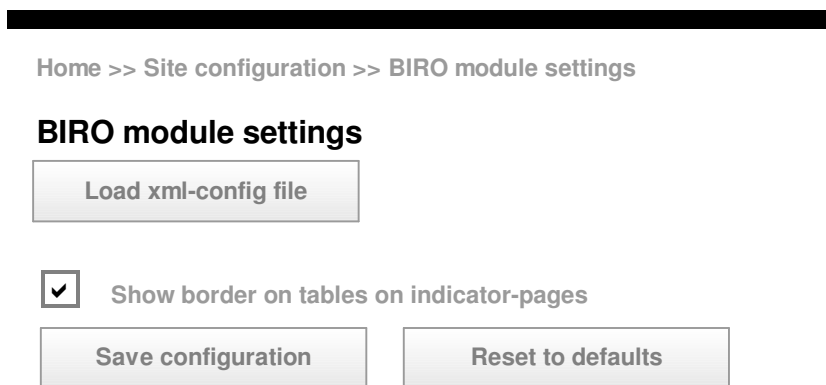 Home >> Site configuration >> BIRO module settings
BIRO module settings
Load xml-config file
Show border on tables on indicator-pages
Save configuration Reset to defaults